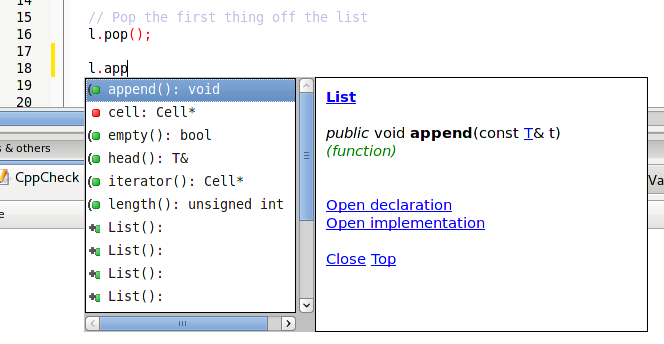 14
15 // Pop the first thing off the list
16 l.pop();
17
18 l.app
19
20
append(): void
cell: Cell*
empty(): bool
head(): T&
iterator(): Cell*
length(): unsigned int
List():
List():
List():
List():
List
public void append(const T& t)
(function)
Open declaration
Open implementation
Close Top
s & others
CppCheck
Va
e